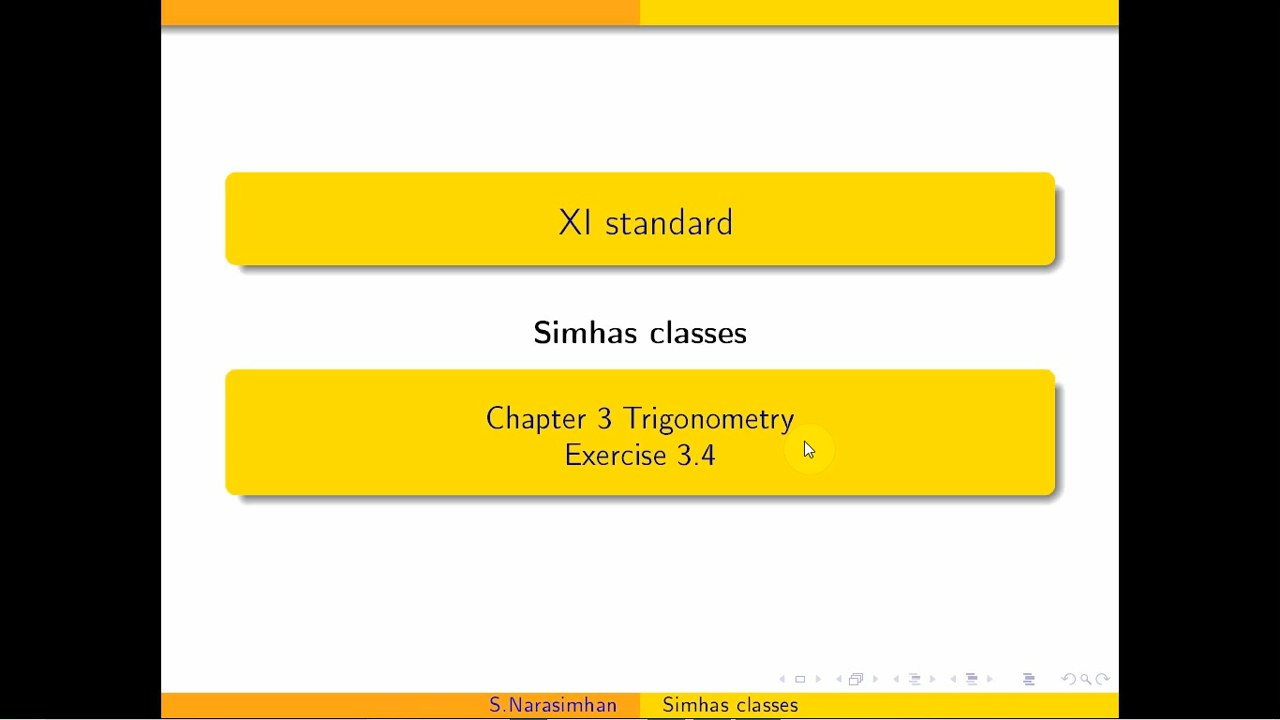 XI standard
Simhas classes
Chapter 3 Trigonometry
Exercise 3.4
S.Narasimhan
Simhas classes